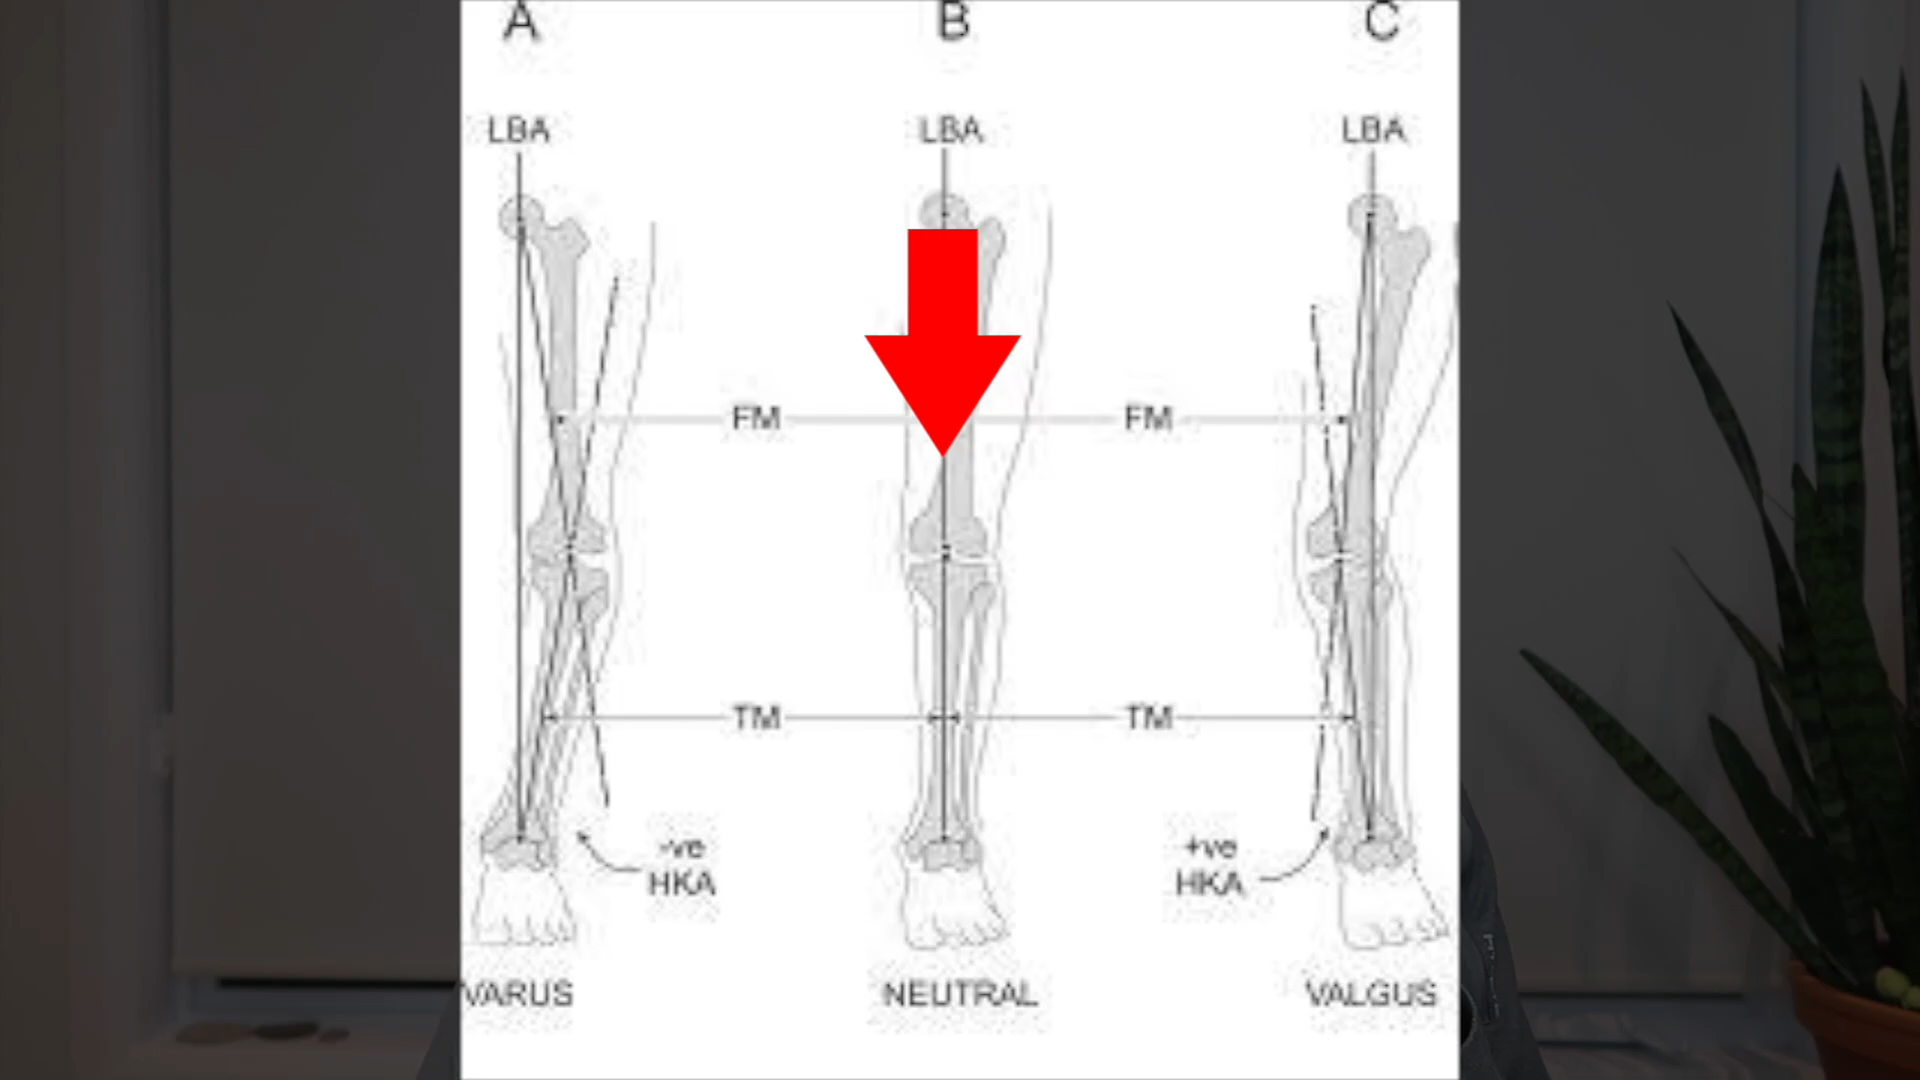 A B C
LBA LBA LBA
FM FM
TM TM
-ve
HKA
+ve
HKA
VARUS NEUTRAL VALGUS